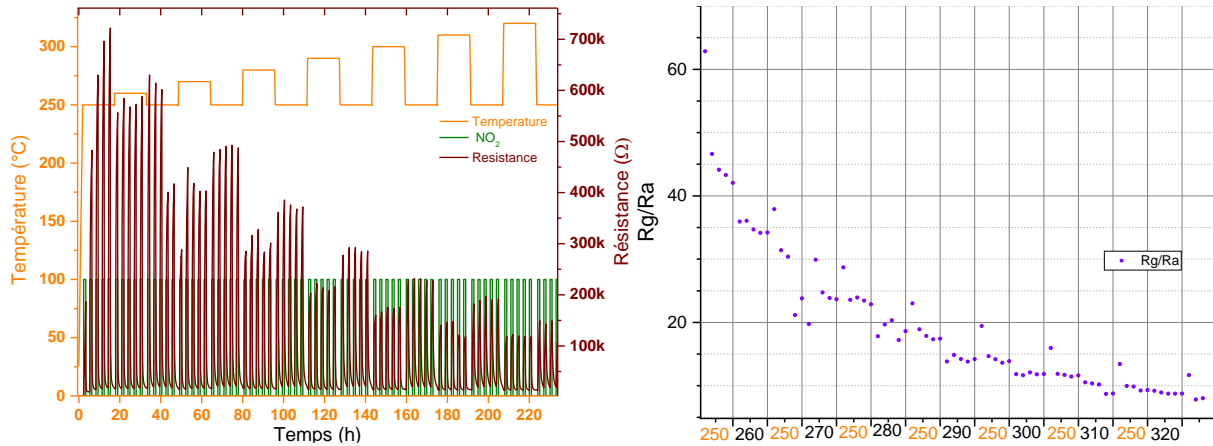 Température (°C)
300
250
200
150
100
50
0
0 20 40 60 80 100 120 140 160 180 200 220
Temps (h)
Temperature
NO₂
Resistance
700k
600k
500k
400k
300k
200k
100k
Résistance (Ω)
Rg/Ra
60
40
20
Rg/Ra
250 260 250 270 250 280 250 290 250 300 250 310 250 320